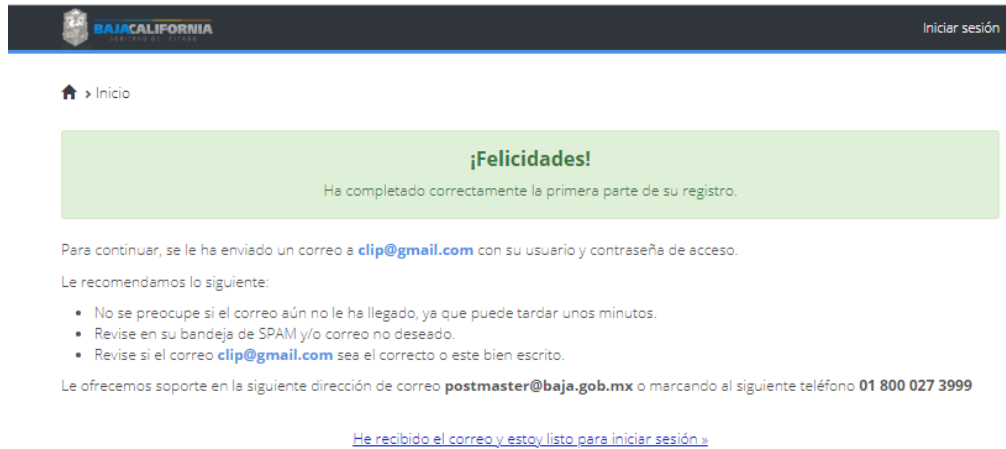 BAJACALIFORNIA
GOBIERNO DEL ESTADO
Iniciar sesión
> Inicio
¡Felicidades!
Ha completado correctamente la primera parte de su registro.
Para continuar, se le ha enviado un correo a clip@gmail.com con su usuario y contraseña de acceso.
Le recomendamos lo siguiente:
• No se preocupe si el correo aún no le ha llegado, ya que puede tardar unos minutos.
• Revise en su bandeja de SPAM y/o correo no deseado.
• Revise si el correo clip@gmail.com sea el correcto o este bien escrito.
Le ofrecemos soporte en la siguiente dirección de correo postmaster@baja.gob.mx o marcando al siguiente teléfono 01 800 027 3999
He recibido el correo y estoy listo para iniciar sesión »